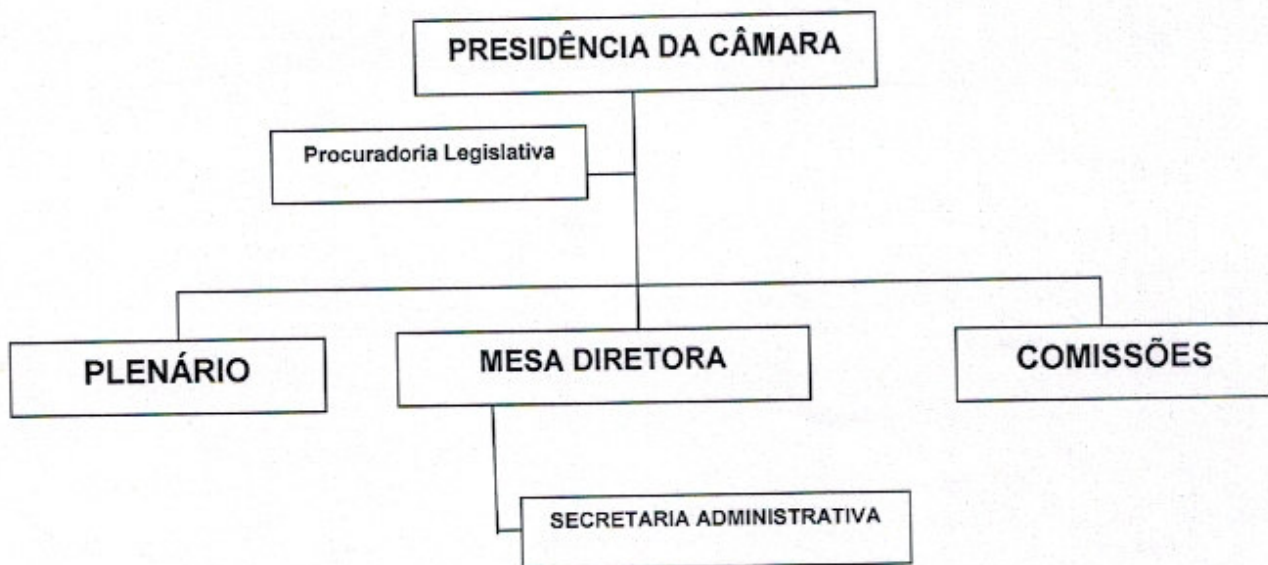 PRESIDÊNCIA DA CÂMARA
Procuradoria Legislativa
PLENÁRIO
MESA DIRETORA
COMISSÕES
SECRETARIA ADMINISTRATIVA